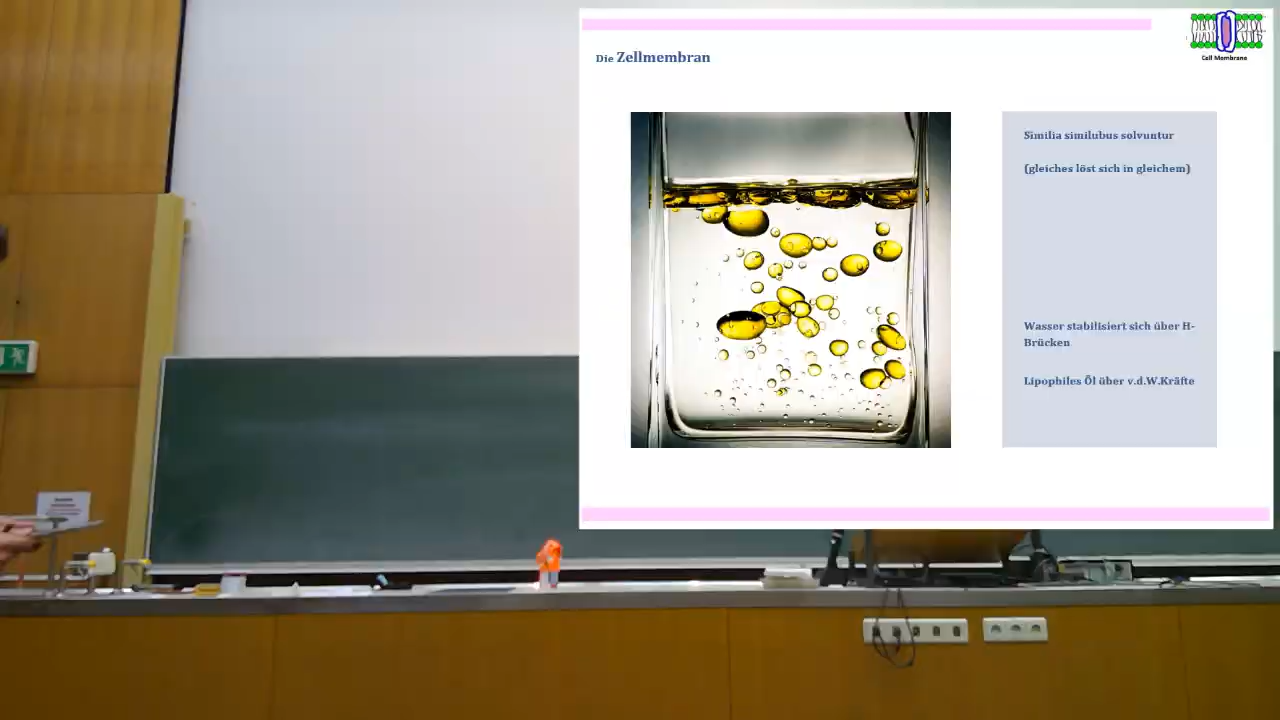 Die Zellmembran
Cell Membrane
Similia similubus solvuntur
(gleiches löst sich in gleichem)
Wasser stabilisiert sich über H-
Brücken
Lipophiles Öl über v.d.W.Kräfte